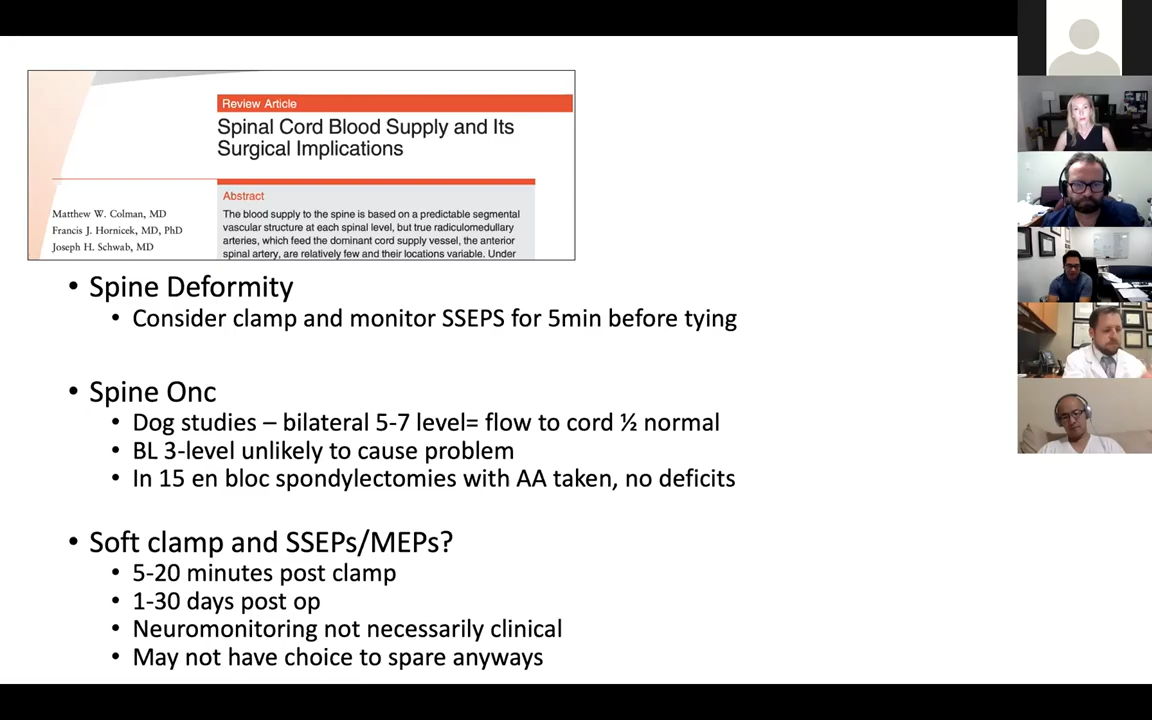 Review Article
Spinal Cord Blood Supply and Its
Surgical Implications
Matthew W. Colman, MD
Francis J. Hornicek, MD, PhD
Joseph H. Schwab, MD
Abstract
The blood supply to the spine is based on a predictable segmental
vascular structure at each spinal level, but true radiculomedullary
arteries, which feed the dominant cord supply vessel, the anterior
spinal artery, are relatively few and their locations variable. Under
• Spine Deformity
• Consider clamp and monitor SSEPS for 5min before tying
• Spine Onc
• Dog studies – bilateral 5-7 level= flow to cord ½ normal
• BL 3-level unlikely to cause problem
• In 15 en bloc spondylectomies with AA taken, no deficits
• Soft clamp and SSEPs/MEPs?
• 5-20 minutes post clamp
• 1-30 days post op
• Neuromonitoring not necessarily clinical
• May not have choice to spare anyways